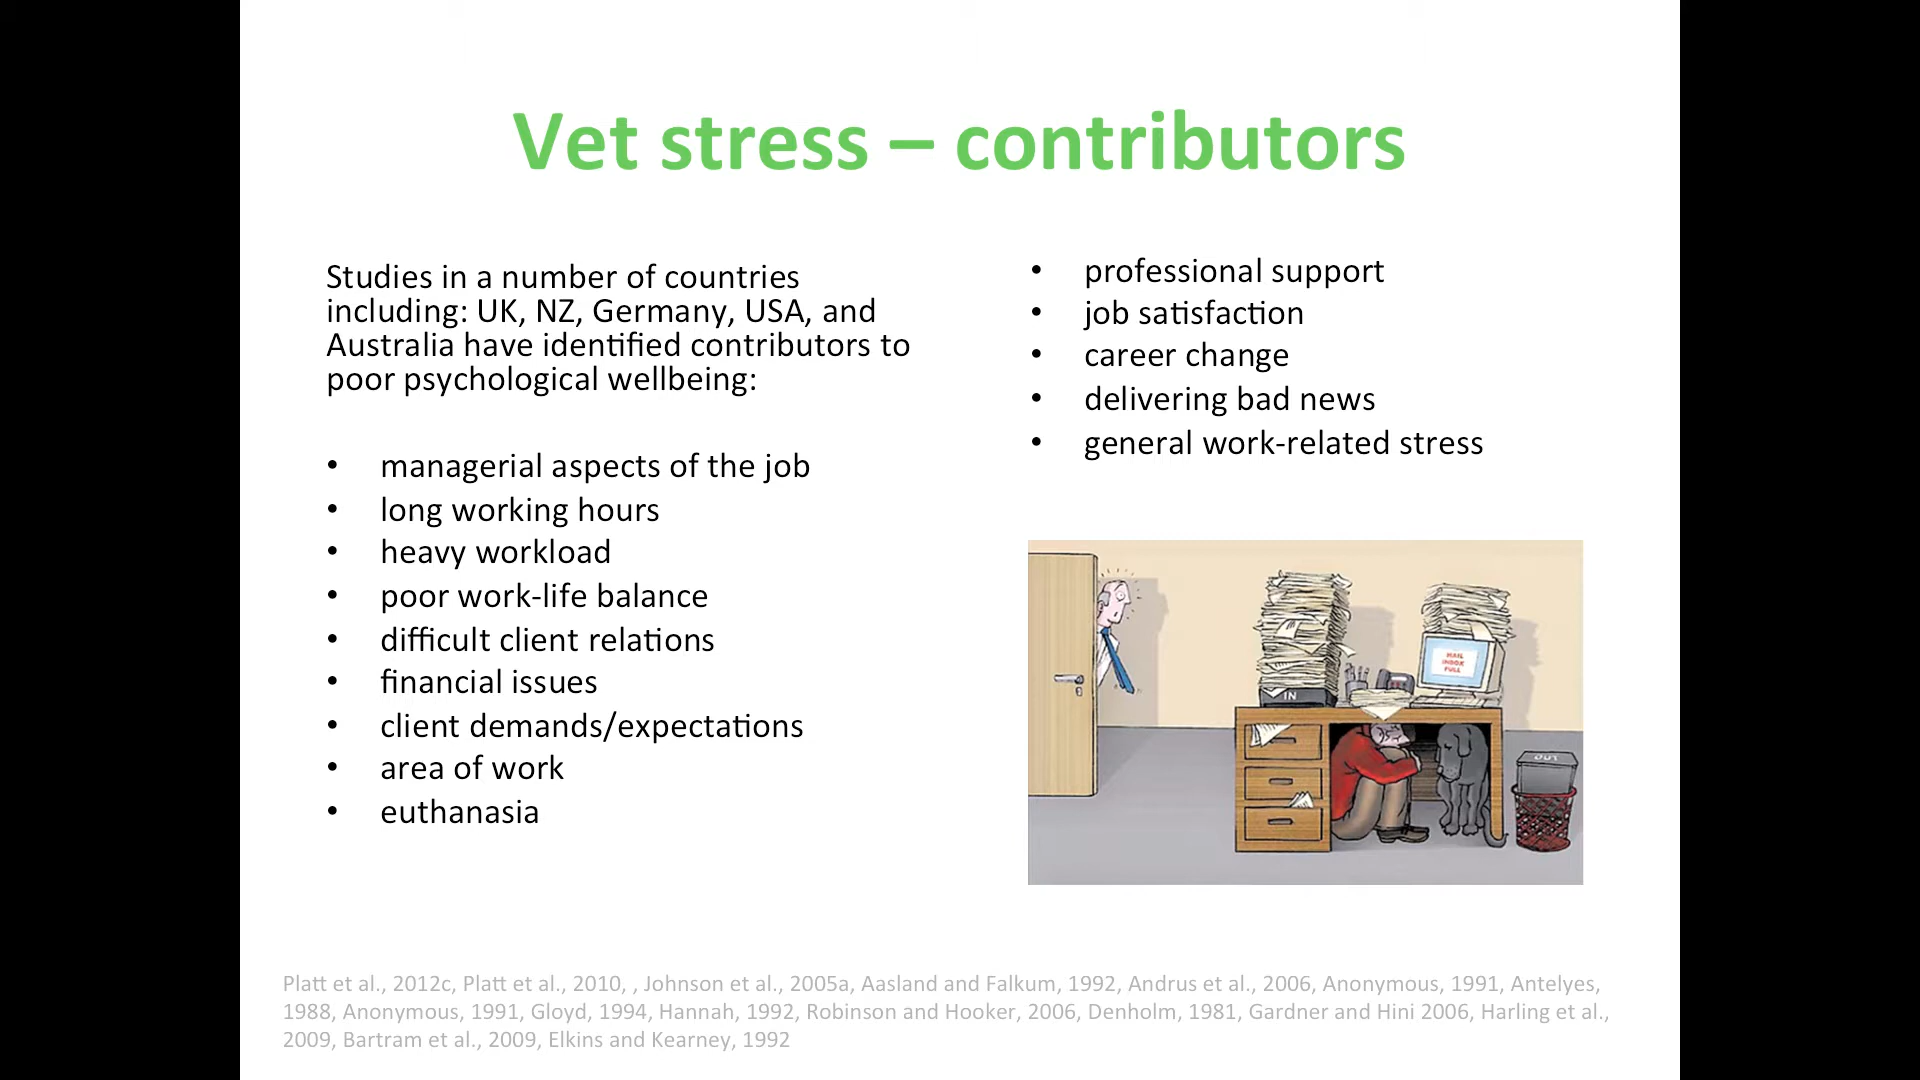 Vet stress – contributors
Studies in a number of countries
including: UK, NZ, Germany, USA, and
Australia have identified contributors to
poor psychological wellbeing:
• managerial aspects of the job
• long working hours
• heavy workload
• poor work-life balance
• difficult client relations
• financial issues
• client demands/expectations
• area of work
• euthanasia
• professional support
• job satisfaction
• career change
• delivering bad news
• general work-related stress
IN
MAIL
INBOX
FULL
OUT
Platt et al., 2012c, Platt et al., 2010, , Johnson et al., 2005a, Aasland and Falkum, 1992, Andrus et al., 2006, Anonymous, 1991, Antelyes,
1988, Anonymous, 1991, Gloyd, 1994, Hannah, 1992, Robinson and Hooker, 2006, Denholm, 1981, Gardner and Hini 2006, Harling et al.,
2009, Bartram et al., 2009, Elkins and Kearney, 1992